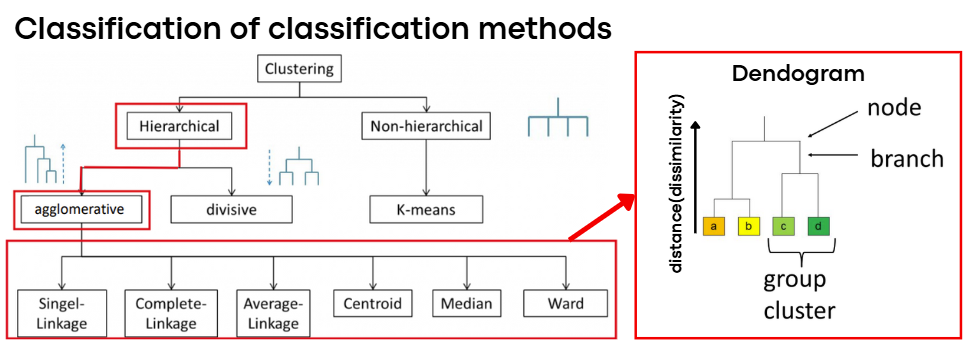 Classification of classification methods
Clustering
Hierarchical
Non-hierarchical
agglomerative
divisive
K-means
Singel-
Linkage
Complete-
Linkage
Average-
Linkage
Centroid
Median
Ward
Dendogram
distance(dissimilarity)
node
branch
a
b
c
d
group
cluster